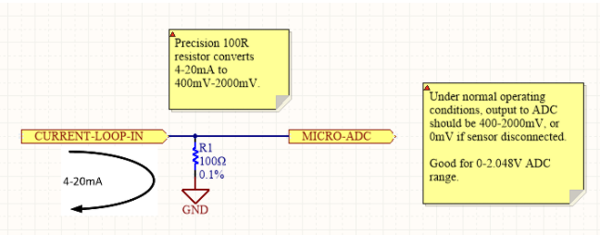 Precision 100R
resistor converts
4-20mA to
400mV-2000mV.
Under normal operating
conditions, output to ADC
should be 400-2000mV, or
0mV if sensor disconnected.
Good for 0-2.048V ADC
range.
CURRENT-LOOP-IN
MICRO-ADC
R1
100Ω
0.1%
4-20mA
GND